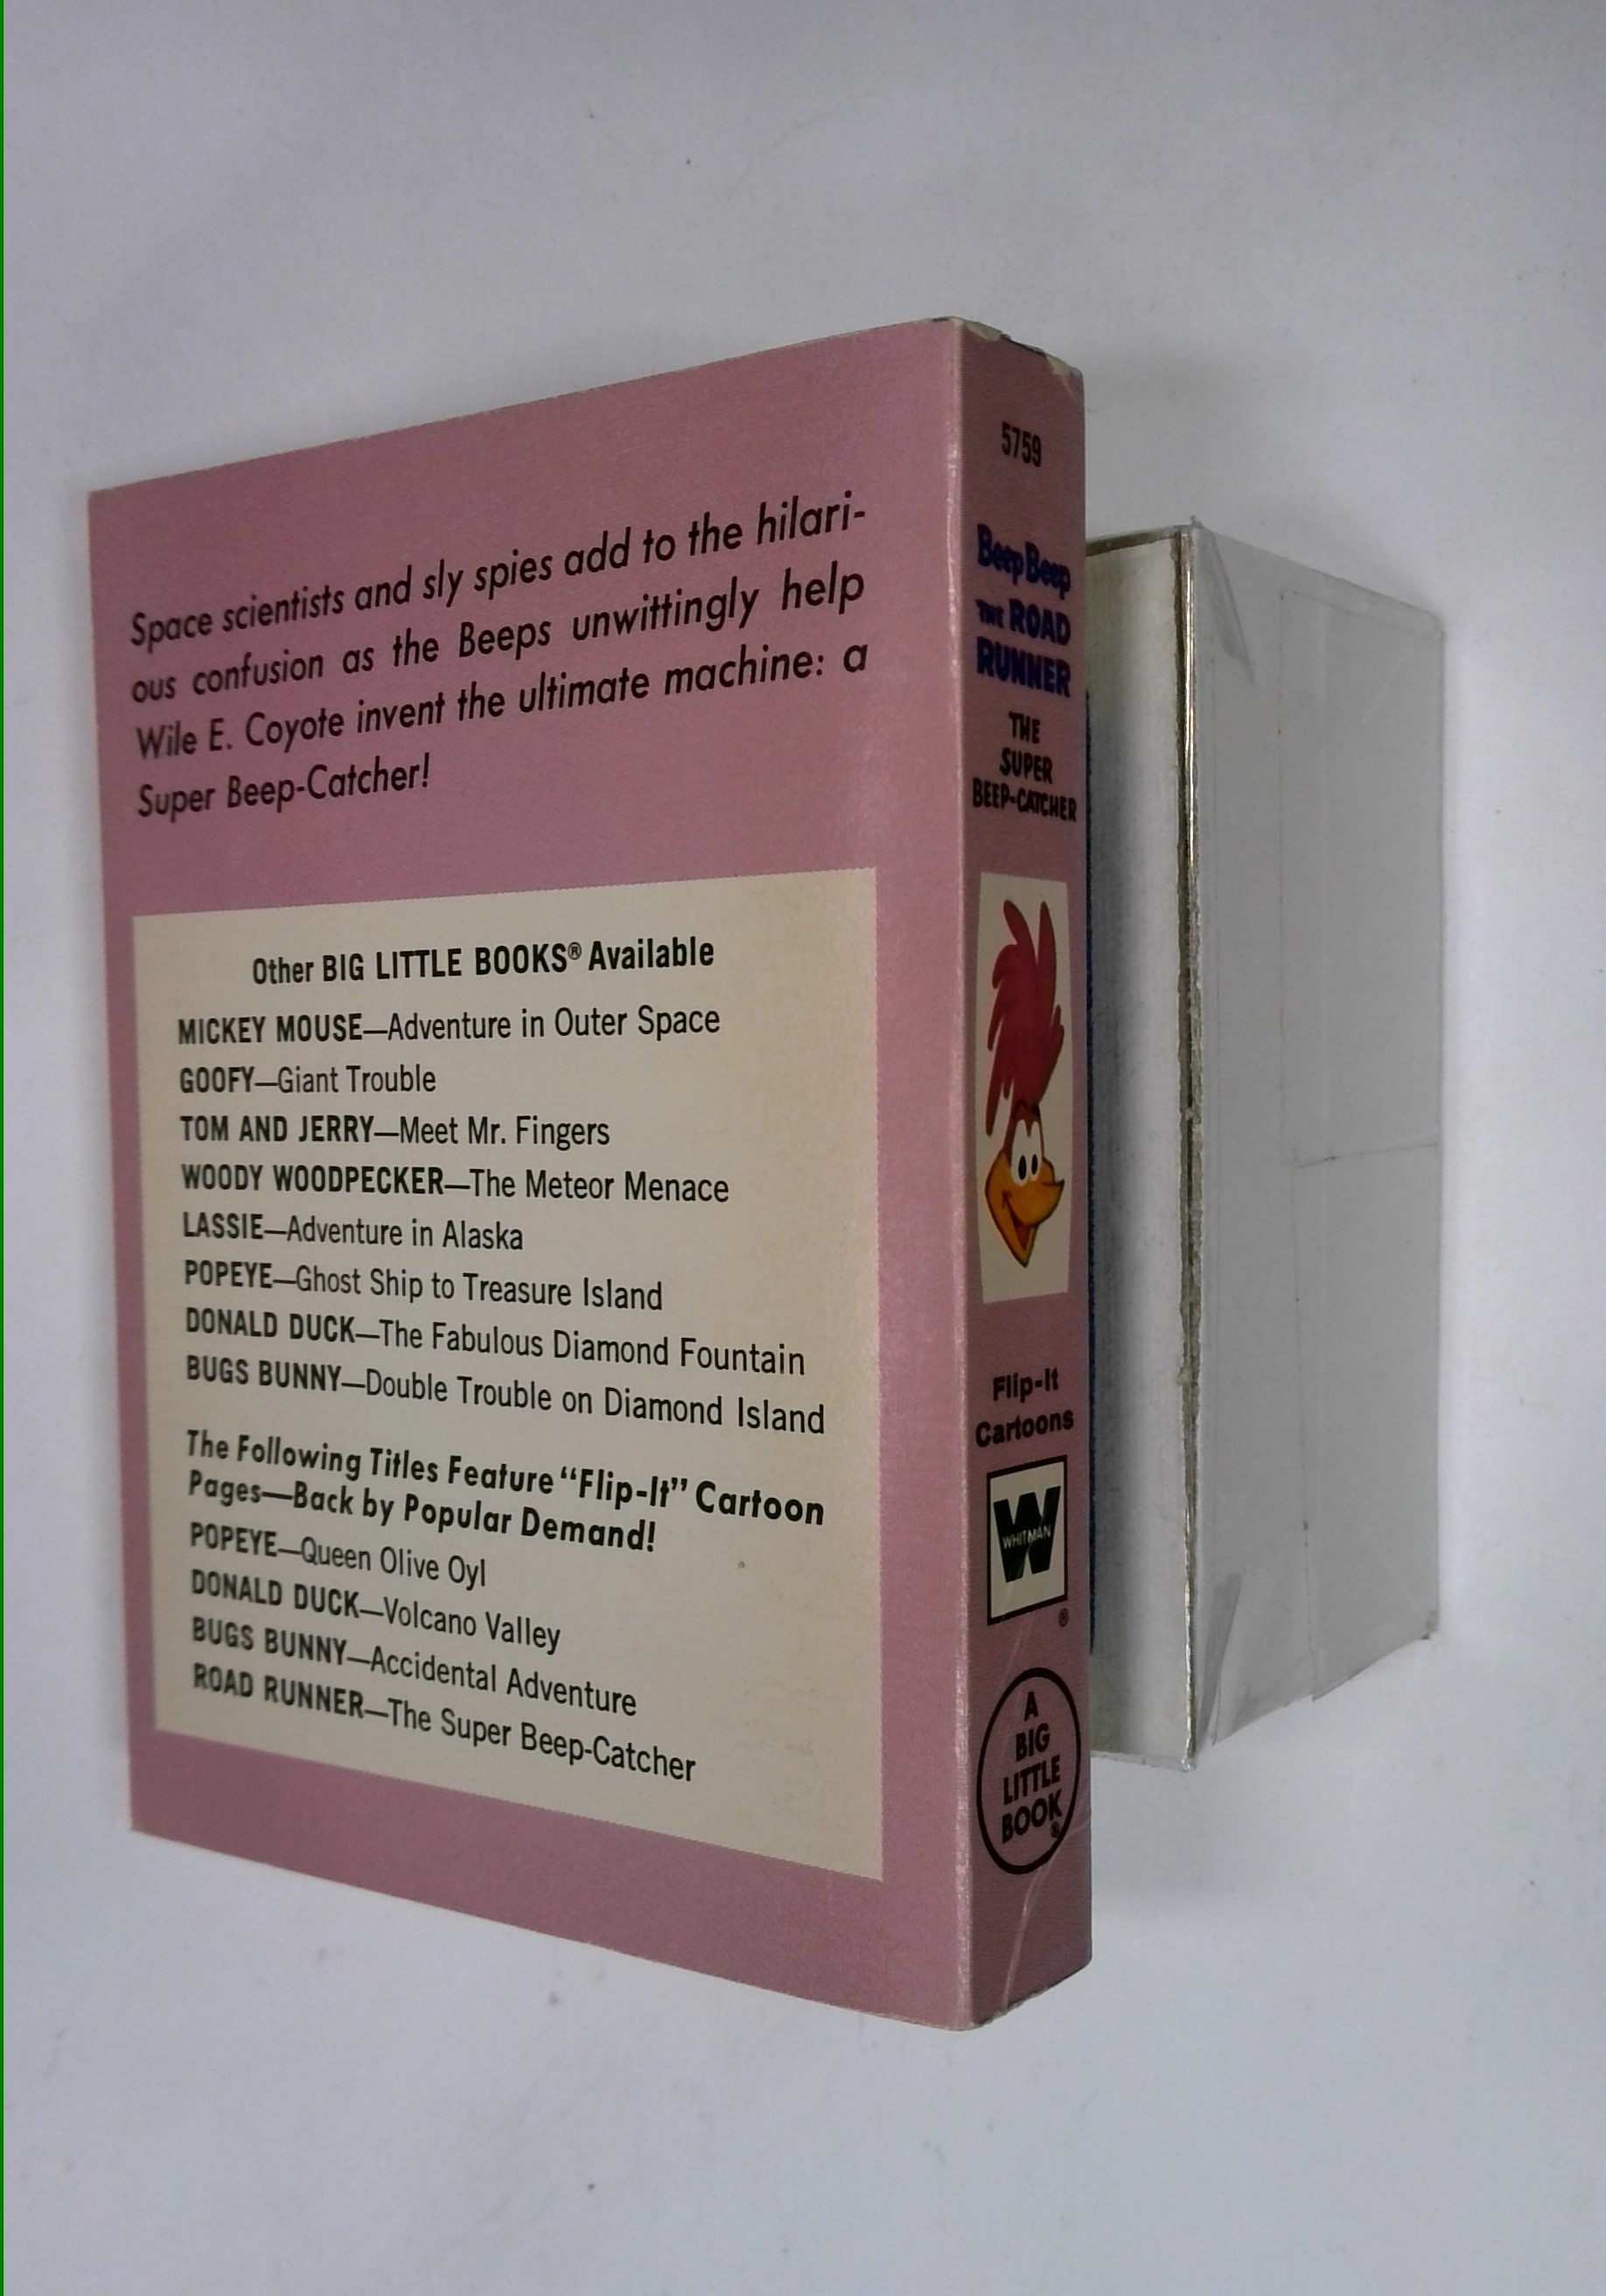 Space scientists and sly spies add to the hilari-
ous confusion as the Beeps unwittingly help
Wile E. Coyote invent the ultimate machine: a
Super Beep-Catcher!
Other BIG LITTLE BOOKS® Available
MICKEY MOUSE—Adventure in Outer Space
GOOFY—Giant Trouble
TOM AND JERRY—Meet Mr. Fingers
WOODY WOODPECKER—The Meteor Menace
LASSIE—Adventure in Alaska
POPEYE—Ghost Ship to Treasure Island
DONALD DUCK—The Fabulous Diamond Fountain
BUGS BUNNY—Double Trouble on Diamond Island
The Following Titles Feature “Flip-It” Cartoon
Pages—Back by Popular Demand!
POPEYE—Queen Olive Oyl
DONALD DUCK—Volcano Valley
BUGS BUNNY—Accidental Adventure
ROAD RUNNER—The Super Beep-Catcher
5759
Beep Beep
THE ROAD
RUNNER
THE
SUPER
BEEP-CATCHER
Flip-It
Cartoons
W
WHITMAN
®
A
BIG
LITTLE
BOOK
®